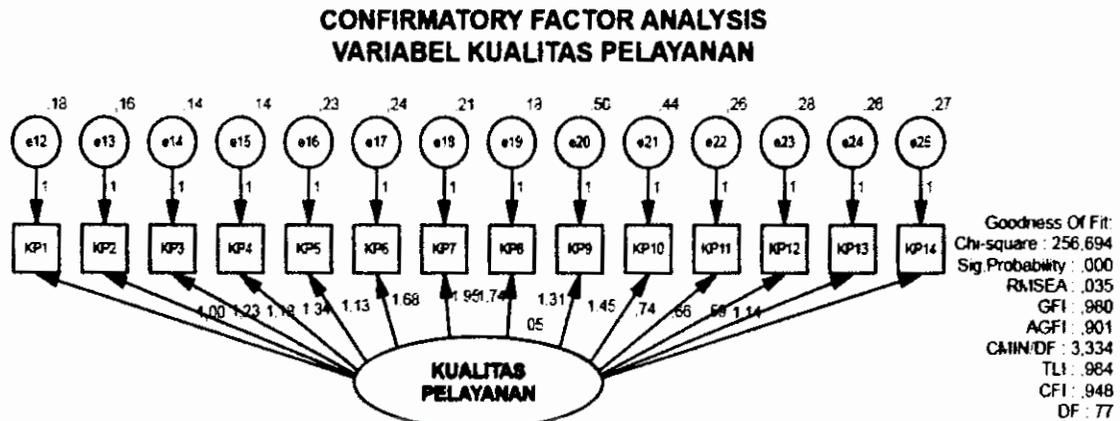 CONFIRMATORY FACTOR ANALYSIS
VARIABEL KUALITAS PELAYANAN
,18 ,16 ,14 ,14 ,23 ,24 ,21 ,50 ,44 ,26 ,28 ,26 ,27
e12 e13 e14 e15 e16 e17 e18 e19 e20 e21 e22 e23 e24 e25
1 1 1 1 1 1 1 1 1 1 1 1 1 1
KP1 KP2 KP3 KP4 KP5 KP6 KP7 KP8 KP9 KP10 KP11 KP12 KP13 KP14
1,00 1,23 1,34 1,13 1,68 1,95 1,74 1,31 1,45 ,74 ,66 1,14
,05
KUALITAS
PELAYANAN
Goodness Of Fit:
Chi-square : 256,694
Sig.Probability : ,000
RMSEA : ,035
GFI : ,980
AGFI : ,901
CMIN/DF : 3,334
TLI : ,964
CFI : ,948
DF : 77